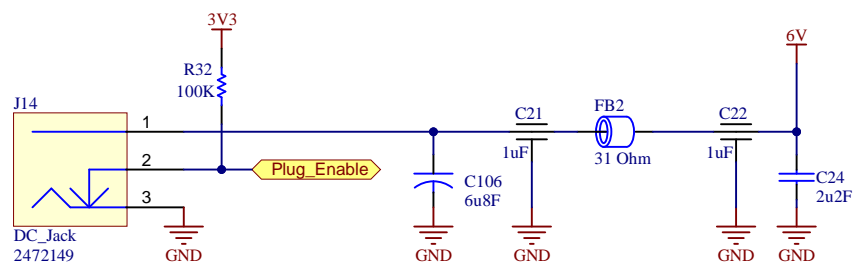 3V3
6V
R32
100K
J14
1
2
3
Plug_Enable
C21
1uF
FB2
31 Ohm
C22
1uF
C106
6u8F
C24
2u2F
DC_Jack
2472149
GND
GND
GND
GND
GND